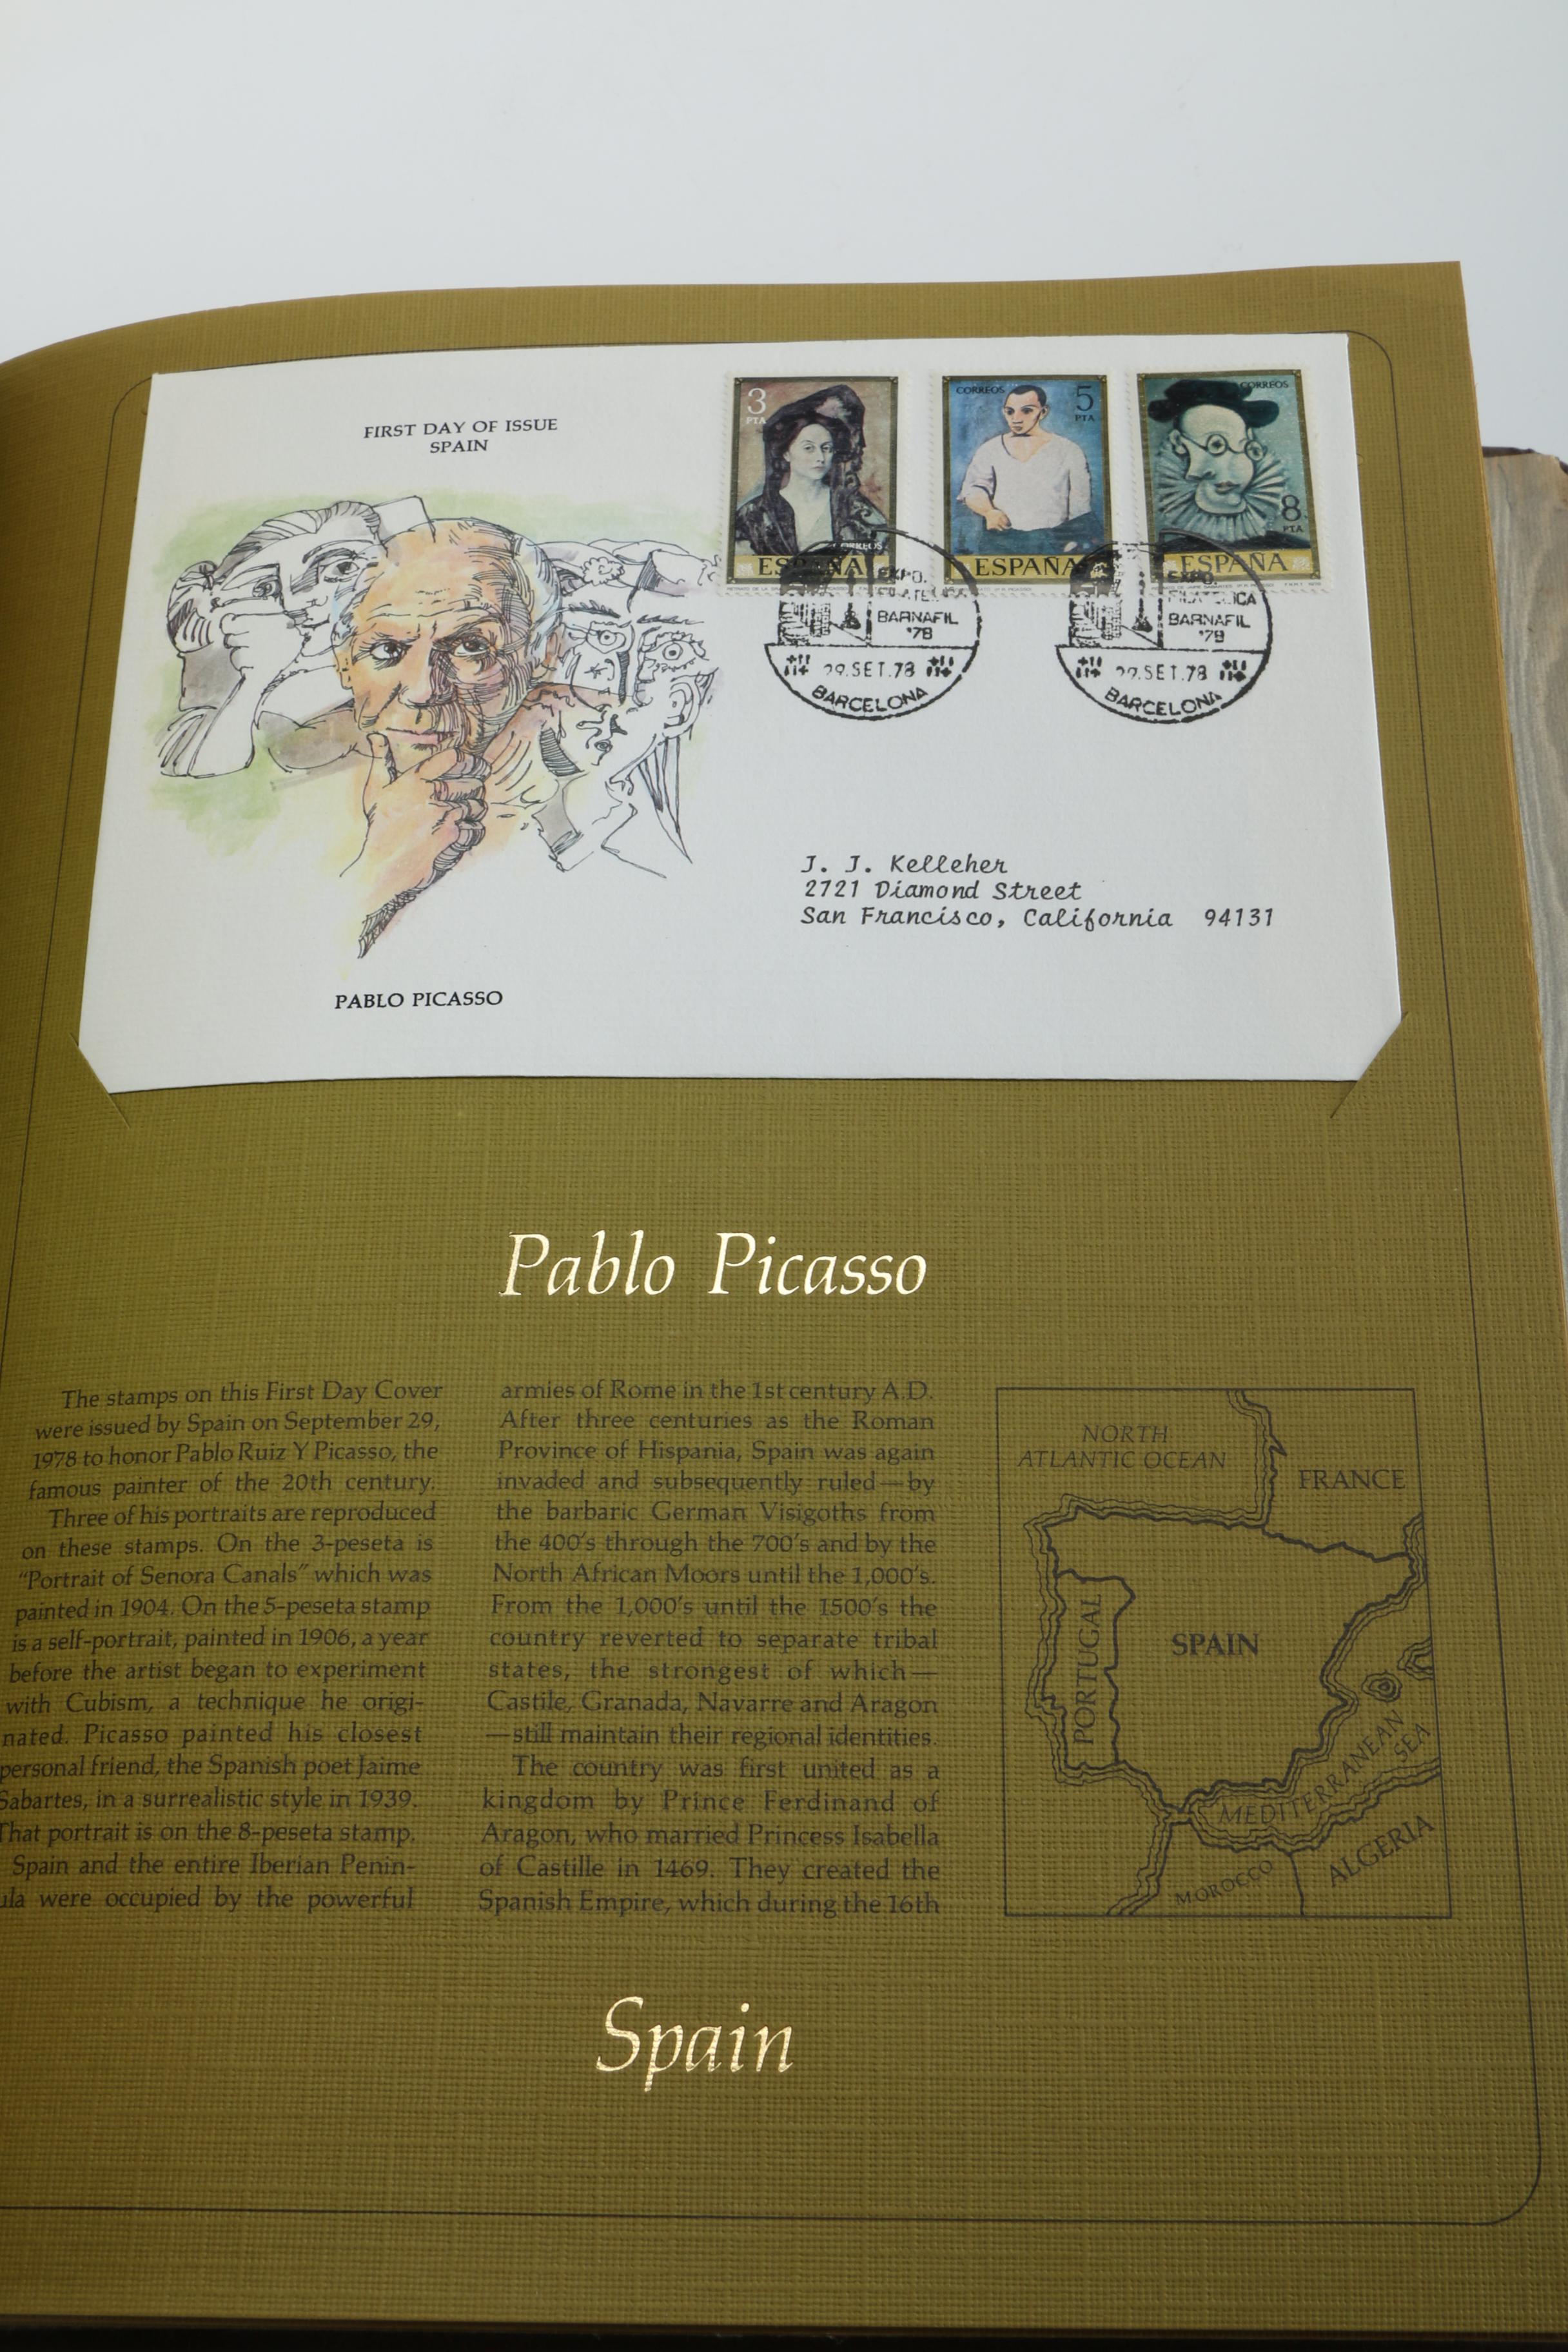 FIRST DAY OF ISSUE
SPAIN
3
PTA
CORREOS
ESPAÑA
CORREOS
5
PTA
ESPAÑA
CORREOS
8
PTA
ESPAÑA
EXPO.
FILATELICA
BARNAFIL
'78
29.SET.78
BARCELONA
EXPO.
FILATELICA
BARNAFIL
'78
29.SET.78
BARCELONA
J. J. Kelleher
2721 Diamond Street
San Francisco, California 94131
PABLO PICASSO
Pablo Picasso
The stamps on this First Day Cover
were issued by Spain on September 29,
1978 to honor Pablo Ruiz Y Picasso, the
famous painter of the 20th century.
Three of his portraits are reproduced
on these stamps. On the 3-peseta is
"Portrait of Senora Canals" which was
painted in 1904. On the 5-peseta stamp
is a self-portrait, painted in 1906, a year
before the artist began to experiment
with Cubism, a technique he origi-
nated. Picasso painted his closest
personal friend, the Spanish poet Jaime
Sabartes, in a surrealistic style in 1939.
That portrait is on the 8-peseta stamp.
Spain and the entire Iberian Penin-
ula were occupied by the powerful
armies of Rome in the 1st century A.D.
After three centuries as the Roman
Province of Hispania, Spain was again
invaded and subsequently ruled—by
the barbaric German Visigoths from
the 400's through the 700's and by the
North African Moors until the 1,000's.
From the 1,000's until the 1500's the
country reverted to separate tribal
states, the strongest of which—
Castile, Granada, Navarre and Aragon
—still maintain their regional identities.
The country was first united as a
kingdom by Prince Ferdinand of
Aragon, who married Princess Isabella
of Castille in 1469. They created the
Spanish Empire, which during the 16th
NORTH
ATLANTIC OCEAN
FRANCE
PORTUGAL
SPAIN
MEDITERRANEAN
SEA
MOROCCO
ALGERIA
Spain